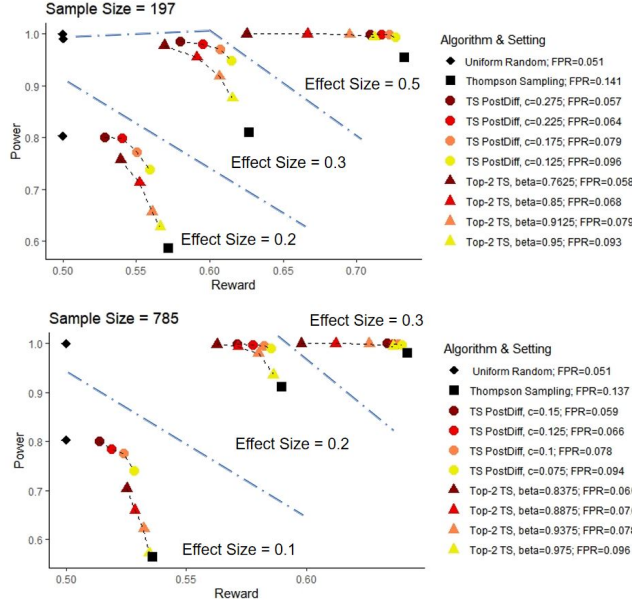 Sample Size = 197
1.0
0.9
0.8
0.7
0.6
Power
0.50
0.55
0.60
0.65
0.70
Reward
Effect Size = 0.5
Effect Size = 0.3
Effect Size = 0.2
Algorithm & Setting
Uniform Random; FPR=0.051
Thompson Sampling; FPR=0.141
TS PostDiff, c=0.275; FPR=0.057
TS PostDiff, c=0.225; FPR=0.064
TS PostDiff, c=0.175; FPR=0.079
TS PostDiff, c=0.125; FPR=0.096
Top-2 TS, beta=0.7625; FPR=0.058
Top-2 TS, beta=0.85; FPR=0.068
Top-2 TS, beta=0.9125; FPR=0.079
Top-2 TS, beta=0.95; FPR=0.093
Sample Size = 785
1.0
0.9
0.8
0.7
0.6
Power
0.50
0.55
0.60
Reward
Effect Size = 0.3
Effect Size = 0.2
Effect Size = 0.1
Algorithm & Setting
Uniform Random; FPR=0.051
Thompson Sampling; FPR=0.137
TS PostDiff, c=0.15; FPR=0.059
TS PostDiff, c=0.125; FPR=0.066
TS PostDiff, c=0.1; FPR=0.078
TS PostDiff, c=0.075; FPR=0.094
Top-2 TS, beta=0.8375;
Top-2 TS, beta=0.8875;
Top-2 TS, beta=0.9375; FPR=0.078
Top-2 TS, beta=0.975; FPR=0.096